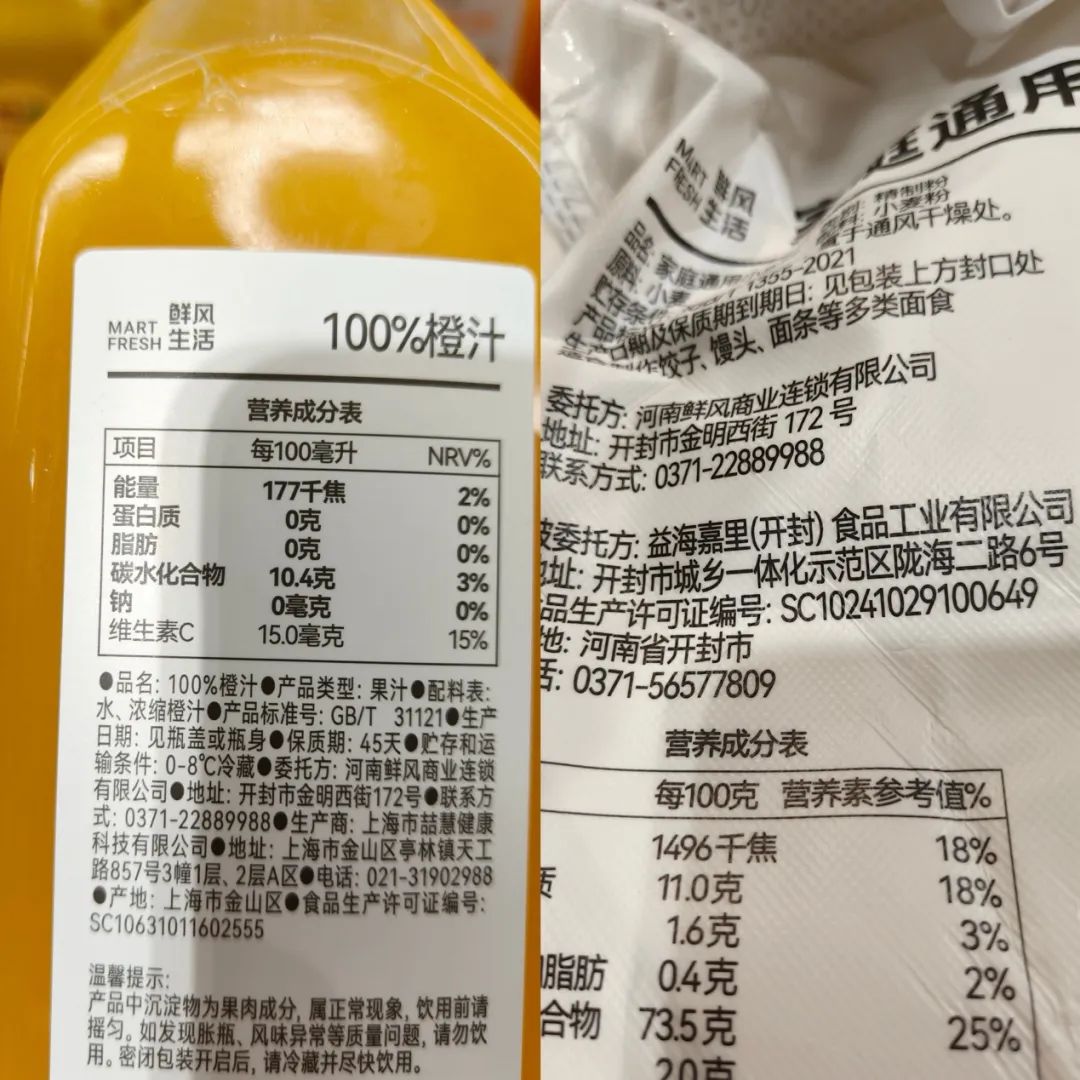 MART
FRESH
鲜风
生活
100%橙汁
营养成分表
项目 每100毫升 NRV%
能量 177千焦 2%
蛋白质 0克 0%
脂肪 0克 0%
碳水化合物 10.4克 3%
钠 0毫克 0%
维生素C 15.0毫克 15%
●品名: 100%橙汁●产品类型: 果汁●配料表:
水、浓缩橙汁●产品标准号: GB/T 31121●生产
日期: 见瓶盖或瓶身●保质期: 45天●贮存和运
输条件: 0-8℃冷藏●委托方: 河南鲜风商业连锁
有限公司●地址: 开封市金明西街172号●联系方
式: 0371-22889988●生产商: 上海市喆慧健康
科技有限公司●地址: 上海市金山区亭林镇天工
路857号3幢1层、2层A区●电话: 021-31902988
●产地: 上海市金山区●食品生产许可证编号:
SC10631011602555
温馨提示:
产品中沉淀物为果肉成分, 属正常现象, 饮用前请
摇匀。如发现胀瓶、风味异常等质量问题, 请勿饮
用。密闭包装开启后, 请冷藏并尽快饮用。
MART
FRESH
鲜风
生活
庭通用
精制粉
品名: 家庭通用
小麦粉
置于通风干燥处。
1355-2021
日期及保质期到期日: 见包装上方封口处
制作饺子、馒头、面条等多类面食
委托方: 河南鲜风商业连锁有限公司
地址: 开封市金明西街 172 号
联系方式: 0371-22889988
被委托方: 益海嘉里(开封) 食品工业有限公司
地址: 开封市城乡一体化示范区陇海二路6号
品生产许可证编号: SC10241029100649
地: 河南省开封市
话: 0371-56577809
营养成分表
每100克 营养素参考值%
1496千焦 18%
质 11.0克 18%
1.6克 3%
脂肪 0.4克 2%
合物 73.5克 25%
20克